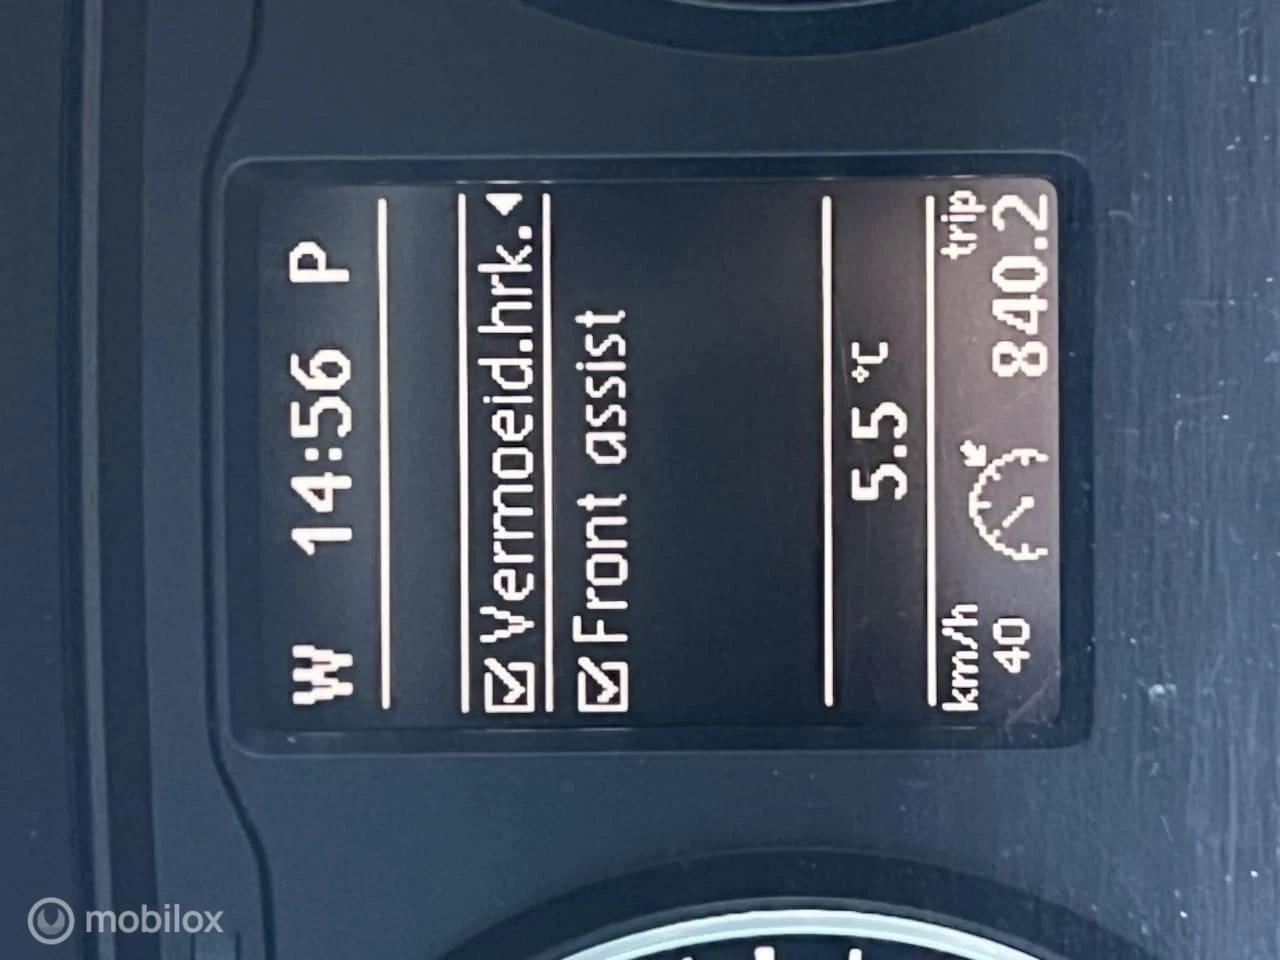 W 14:56 P
Vermoeid.hrk.
Front assist
5.5 °C
km/h trip
40 840.2
mobilox